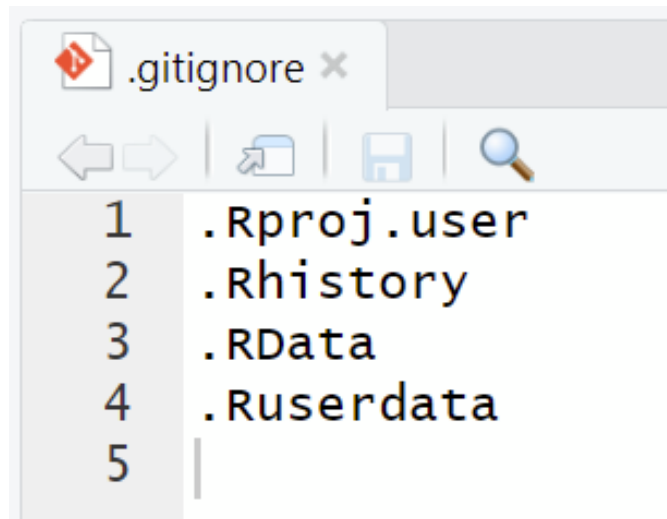 .gitignore
1 .Rproj.user
2 .Rhistory
3 .RData
4 .Ruserdata
5